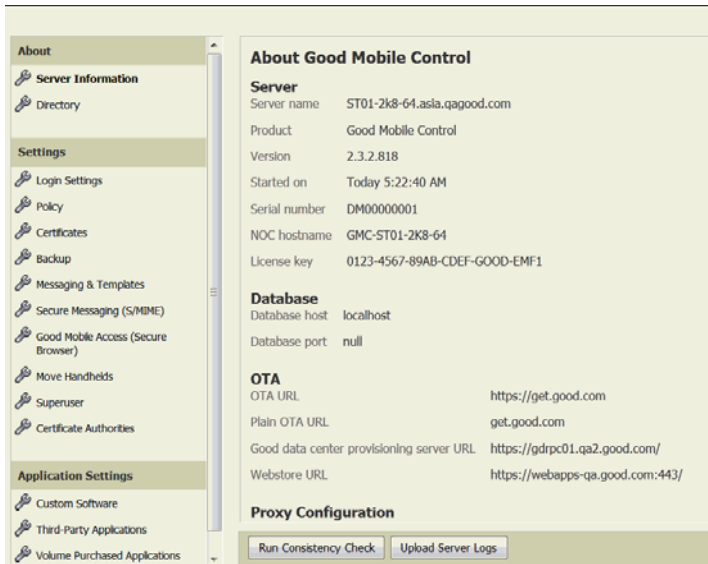 About
Server Information
Directory
Settings
Login Settings
Policy
Certificates
Backup
Messaging & Templates
Secure Messaging (S/MIME)
Good Mobile Access (Secure
Browser)
Move Handhelds
Superuser
Certificate Authorities
Application Settings
Custom Software
Third-Party Applications
Volume Purchased Applications
About Good Mobile Control
Server
Server name ST01-2k8-64.asia.qagood.com
Product Good Mobile Control
Version 2.3.2.818
Started on Today 5:22:40 AM
Serial number DM00000001
NOC hostname GMC-ST01-2K8-64
License key 0123-4567-89AB-CDEF-GOOD-EMF1
Database
Database host localhost
Database port null
OTA
OTA URL https://get.good.com
Plain OTA URL get.good.com
Good data center provisioning server URL https://gdrpc01.qa2.good.com/
Webstore URL https://webapps-qa.good.com:443/
Proxy Configuration
Run Consistency Check Upload Server Logs